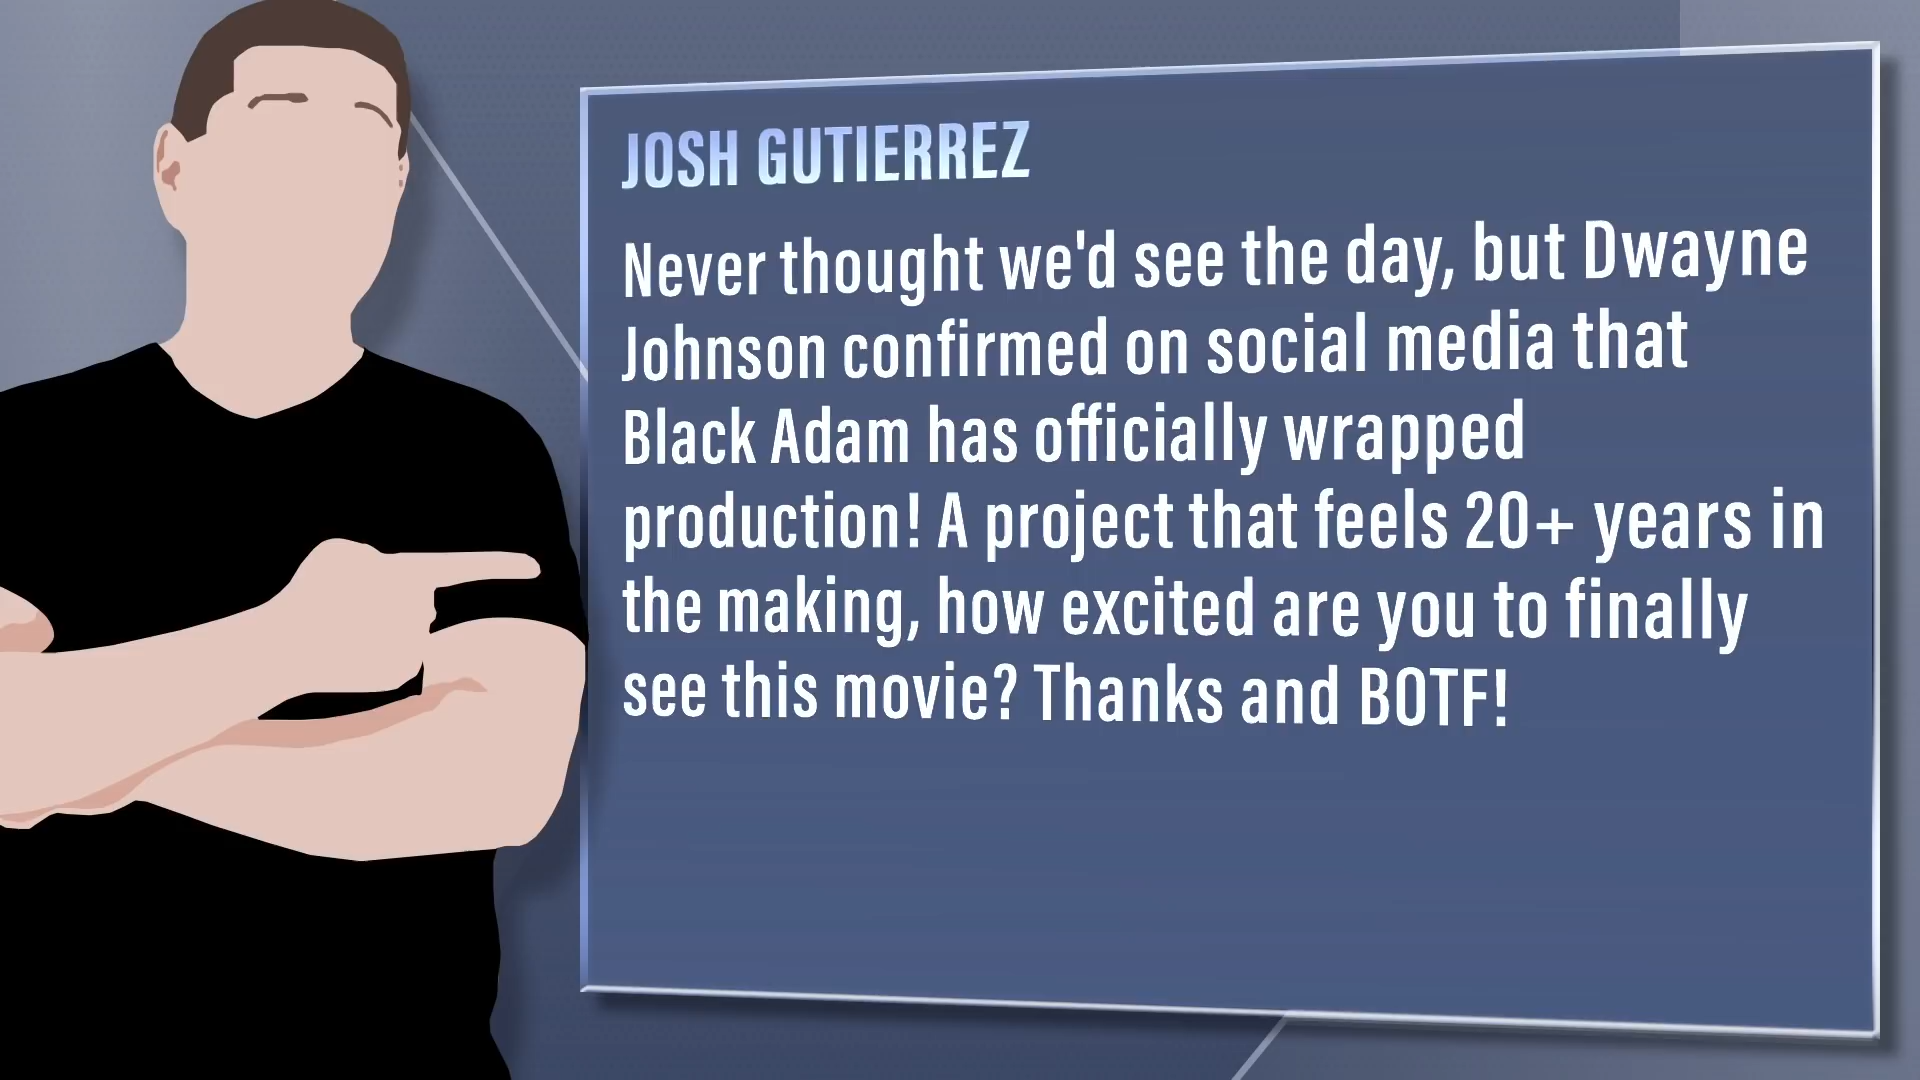 JOSH GUTIERREZ
Never thought we'd see the day, but Dwayne
Johnson confirmed on social media that
Black Adam has officially wrapped
production! A project that feels 20+ years in
the making, how excited are you to finally
see this movie? Thanks and BOTF!